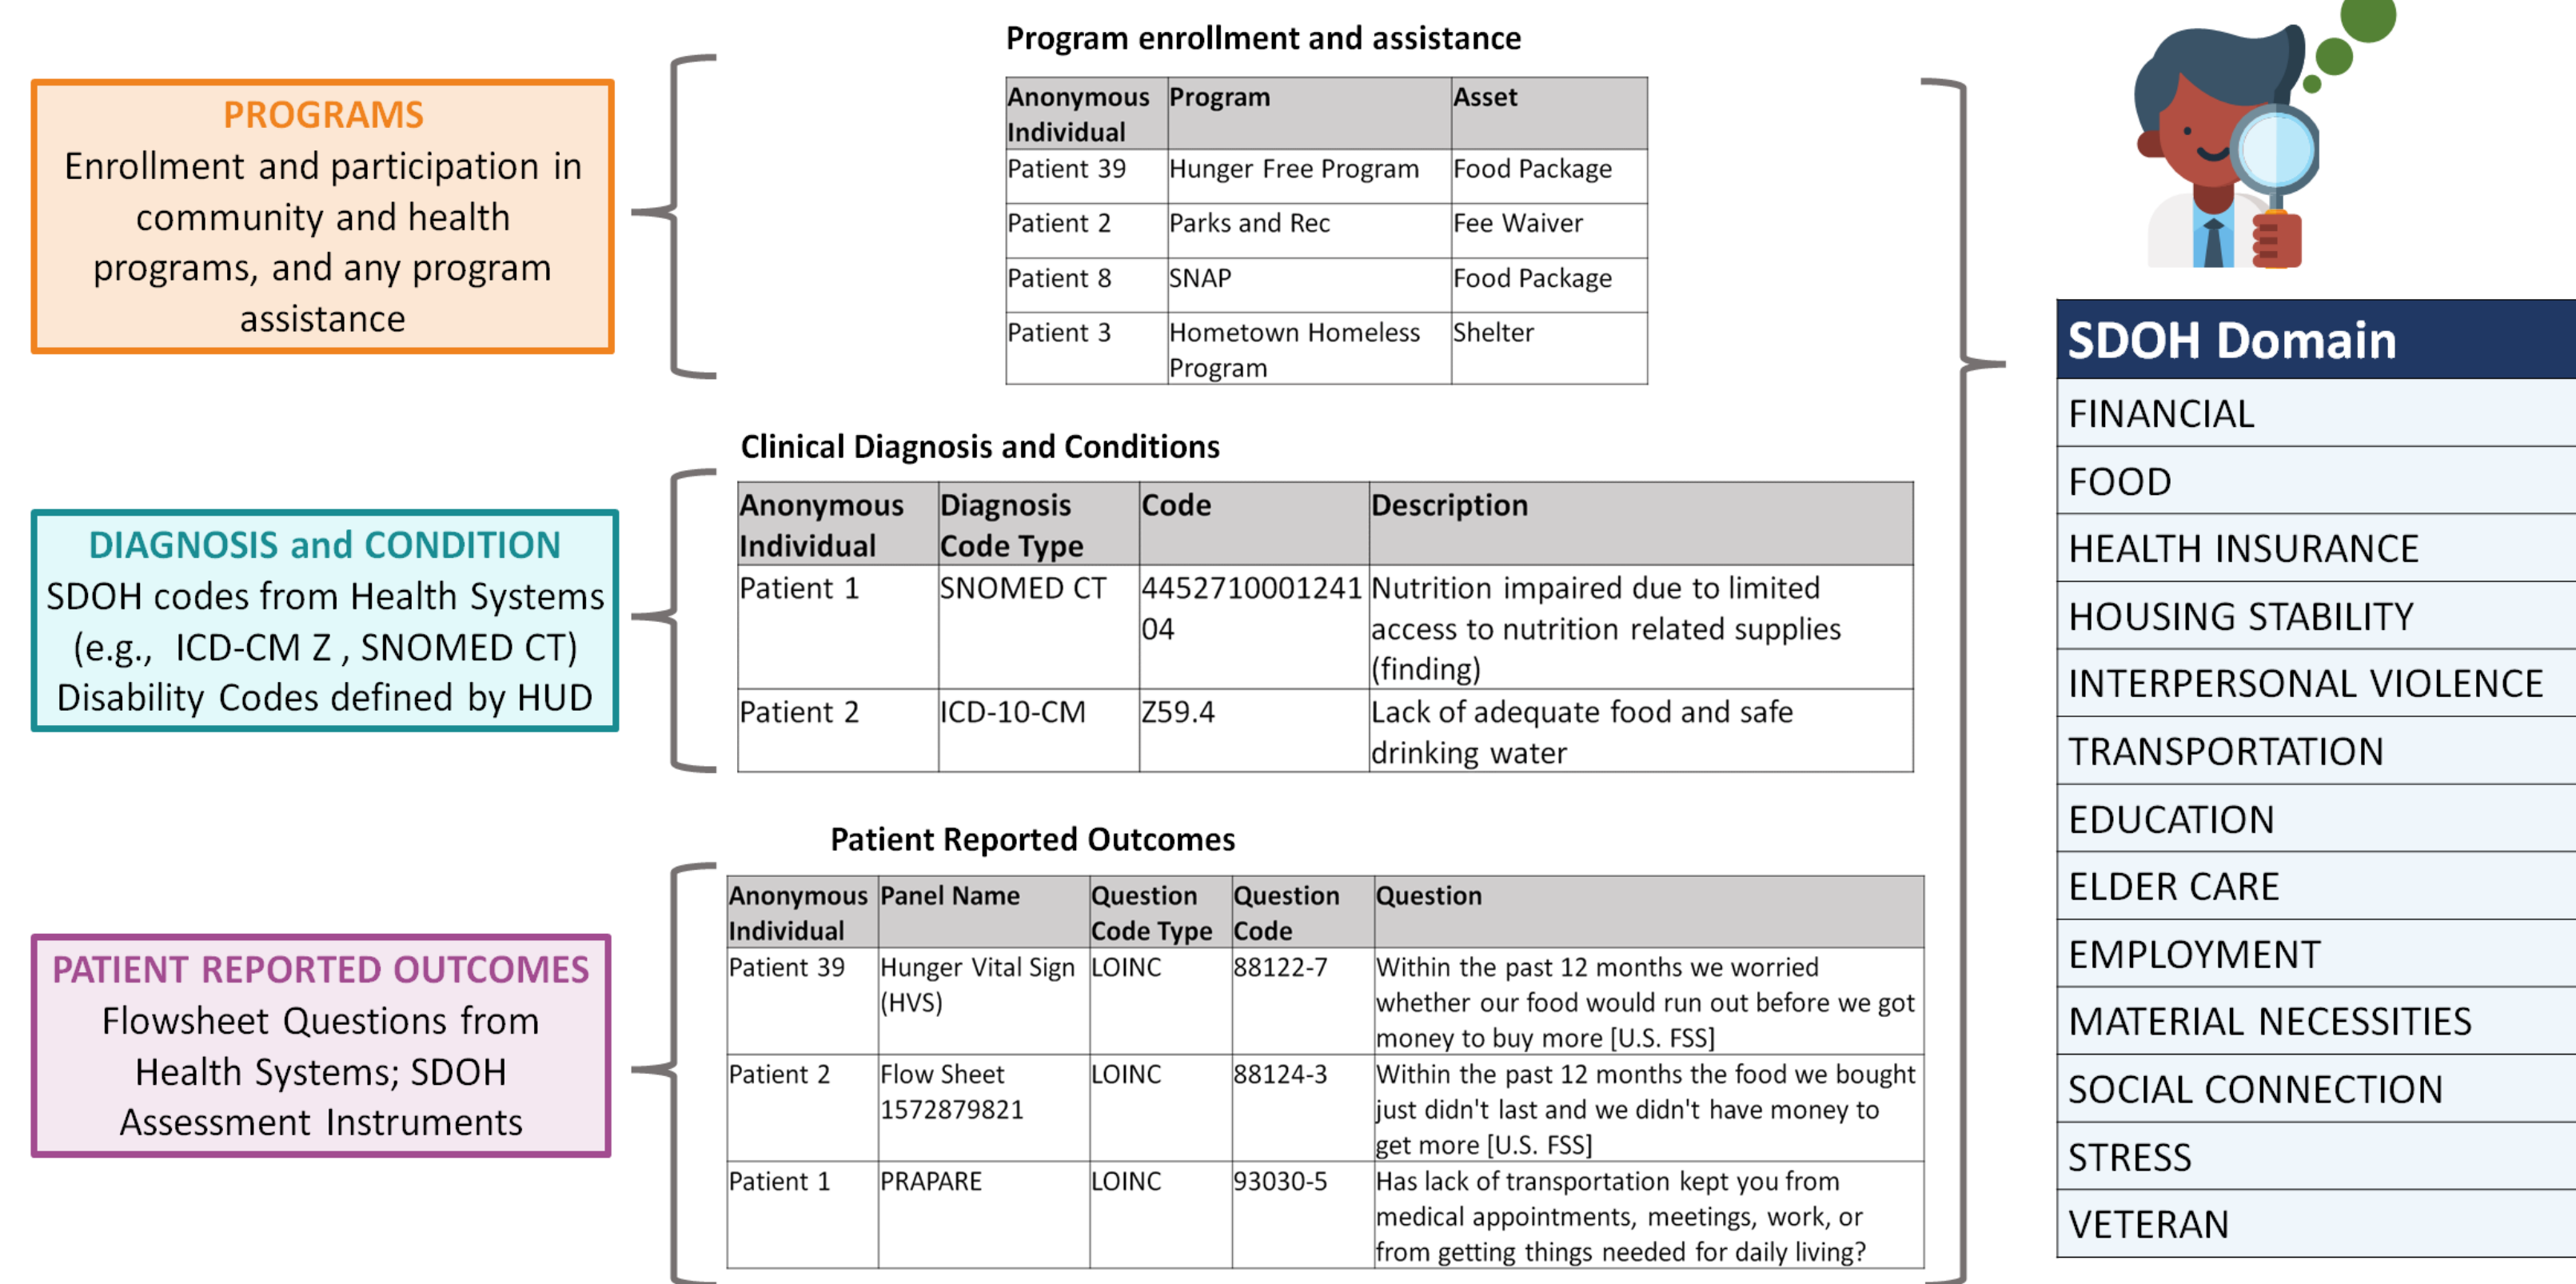 PROGRAMS
Enrollment and participation in
community and health
programs, and any program
assistance
Program enrollment and assistance
Anonymous Individual Program Asset
Patient 39 Hunger Free Program Food Package
Patient 2 Parks and Rec Fee Waiver
Patient 8 SNAP Food Package
Patient 3 Hometown Homeless Program Shelter
DIAGNOSIS and CONDITION
SDOH codes from Health Systems
(e.g., ICD-CM Z , SNOMED CT)
Disability Codes defined by HUD
Clinical Diagnosis and Conditions
Anonymous Individual Diagnosis Code Type Code Description
Patient 1 SNOMED CT 4452710001241
04 Nutrition impaired due to limited
access to nutrition related supplies
(finding)
Patient 2 ICD-10-CM Z59.4 Lack of adequate food and safe
drinking water
PATIENT REPORTED OUTCOMES
Flowsheet Questions from
Health Systems; SDOH
Assessment Instruments
Patient Reported Outcomes
Anonymous Individual Panel Name Question Code Type Question Code Question
Patient 39 Hunger Vital Sign (HVS) LOINC 88122-7 Within the past 12 months we worried
whether our food would run out before we got
money to buy more [U.S. FSS]
Patient 2 Flow Sheet 1572879821 LOINC 88124-3 Within the past 12 months the food we bought
just didn't last and we didn't have money to
get more [U.S. FSS]
Patient 1 PRAPARE LOINC 93030-5 Has lack of transportation kept you from
medical appointments, meetings, work, or
from getting things needed for daily living?
SDOH Domain
FINANCIAL
FOOD
HEALTH INSURANCE
HOUSING STABILITY
INTERPERSONAL VIOLENCE
TRANSPORTATION
EDUCATION
ELDER CARE
EMPLOYMENT
MATERIAL NECESSITIES
SOCIAL CONNECTION
STRESS
VETERAN